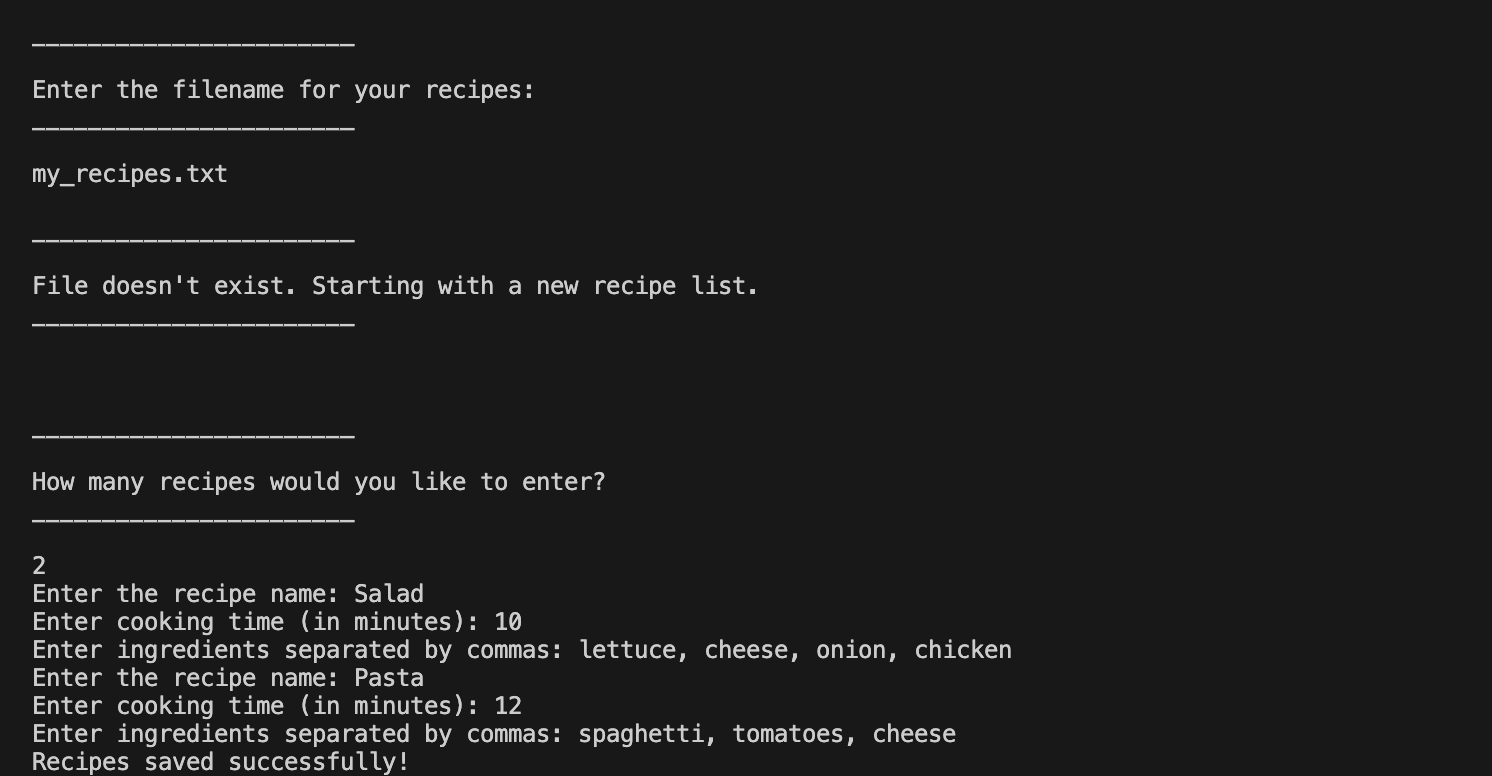 _______________________
Enter the filename for your recipes:
_______________________
my_recipes.txt
_______________________
File doesn't exist. Starting with a new recipe list.
_______________________
_______________________
How many recipes would you like to enter?
_______________________
2
Enter the recipe name: Salad
Enter cooking time (in minutes): 10
Enter ingredients separated by commas: lettuce, cheese, onion, chicken
Enter the recipe name: Pasta
Enter cooking time (in minutes): 12
Enter ingredients separated by commas: spaghetti, tomatoes, cheese
Recipes saved successfully!